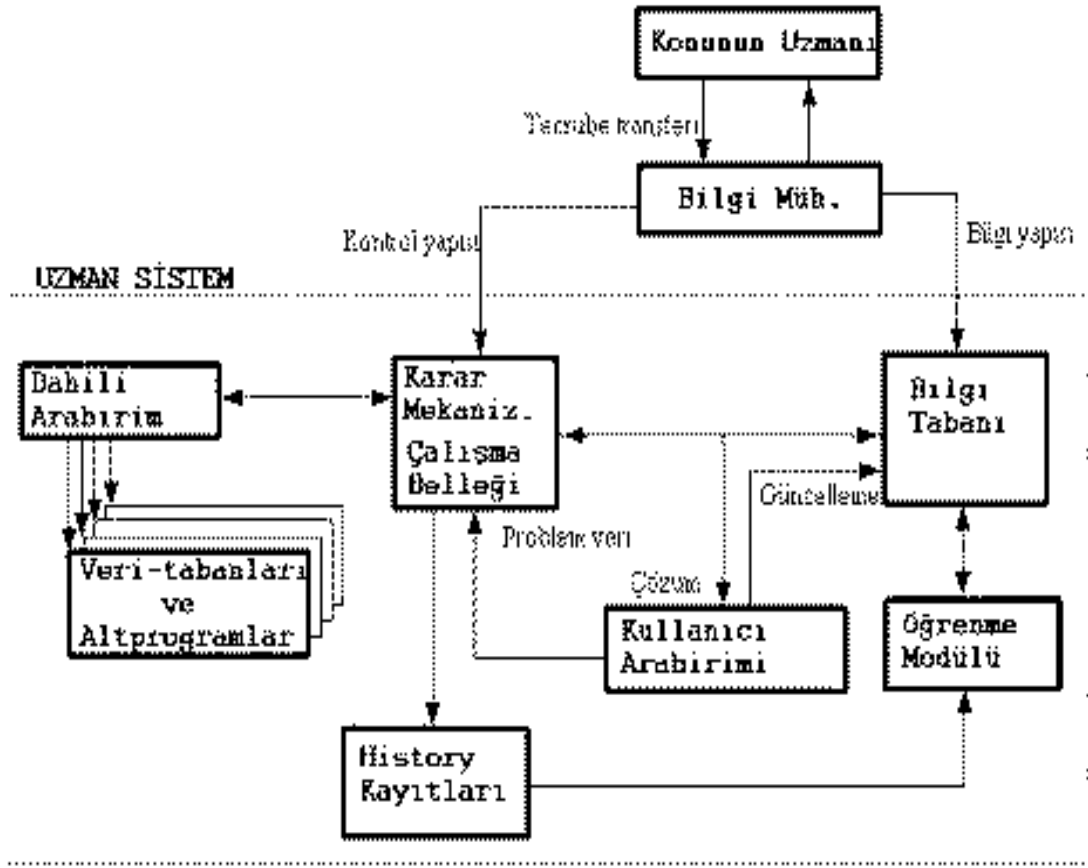 Konunun Uzmanı
Tecrube transferi
Bilgi Müh.
Kontrol yapısı
Bilgi yapısı
UZMAN SİSTEM
Dahili
Arabirim
Karar
Mekaniz.
Çalışma
Belleği
Bilgi
Tabanı
Güncelleme
Problem veri
Çözüm
Veri-tabanları
ve
Altprogramlar
Kullanıcı
Arabirimi
Öğrenme
Modülü
History
Kayıtları